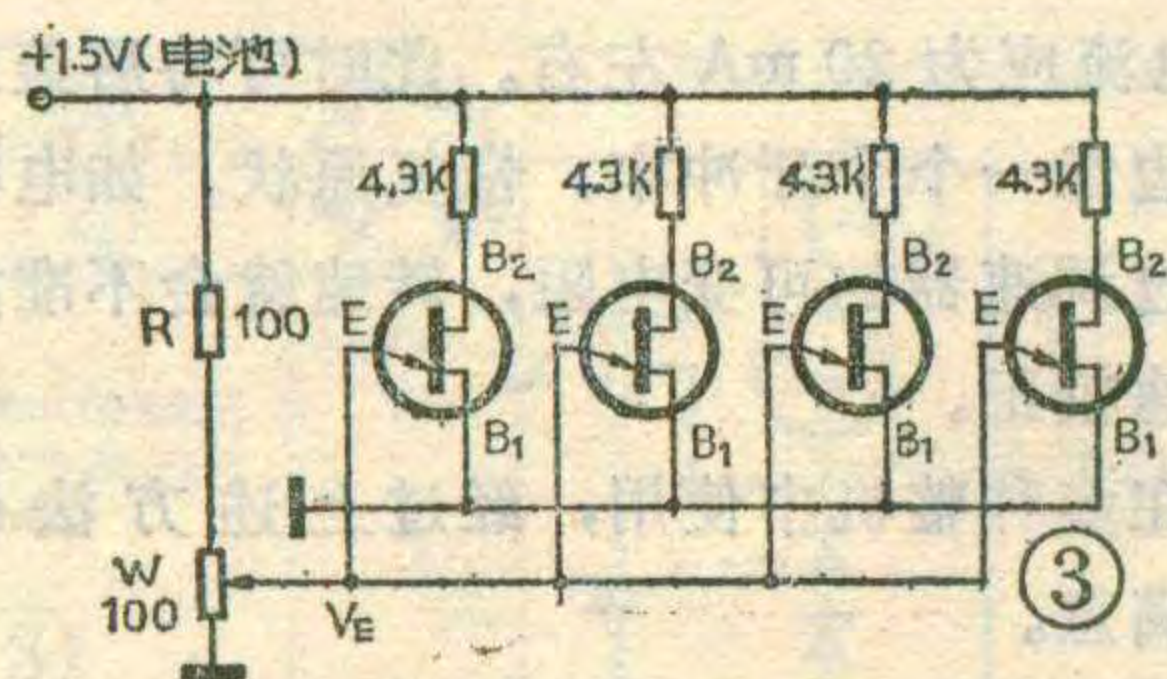 +1.5V(电池)
4.3K 4.3K 4.3K 4.3K
B₂ B₂ B₂ B₂
R 100 E E E E
B₁ B₁ B₁ B₁
W
100
VE
③